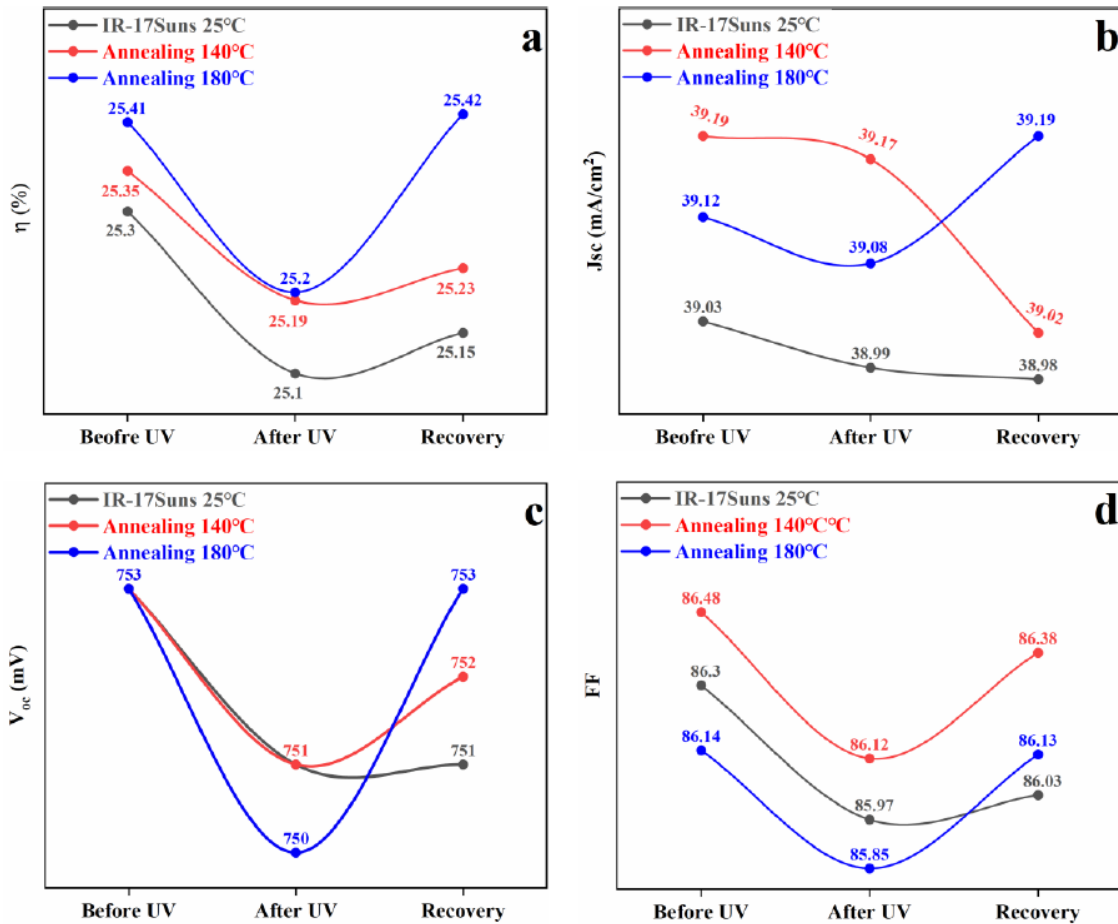 IR-17Suns 25°C
Annealing 140°C
Annealing 180°C
a
25.41
25.42
25.35
25.3
25.2
25.19
25.23
25.1
25.15
η (%)
Beofre UV
After UV
Recovery
IR-17Suns 25°C
Annealing 140°C
Annealing 180°C
b
39.19
39.17
39.19
39.12
39.08
39.03
39.02
38.99
38.98
Jsc (mA/cm²)
Beofre UV
After UV
Recovery
IR-17Suns 25°C
Annealing 140°C
Annealing 180°C
c
753
753
752
751
751
750
Voc (mV)
Before UV
After UV
Recovery
IR-17Suns 25°C
Annealing 140°C°C
Annealing 180°C
d
86.48
86.38
86.3
86.14
86.12
86.13
86.03
85.97
85.85
FF
Before UV
After UV
Recovery